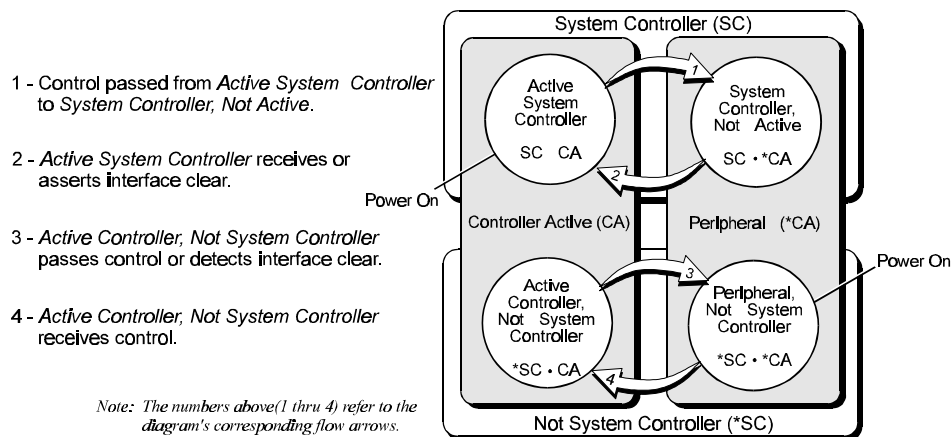 1 - Control passed from Active System Controller
to System Controller, Not Active.
2 - Active System Controller receives or
asserts interface clear.
3 - Active Controller, Not System Controller
passes control or detects interface clear.
4 - Active Controller, Not System Controller
receives control.
Note: The numbers above(1 thru 4) refer to the
diagram's corresponding flow arrows.
System Controller (SC)
Active
System
Controller
SC CA
1
System
Controller,
Not Active
SC • *CA
2
Power On
Controller Active (CA)
Peripheral (*CA)
Active
Controller,
Not System
Controller
*SC • CA
3
Peripheral,
Not System
Controller
*SC • *CA
4
Power On
Not System Controller (*SC)